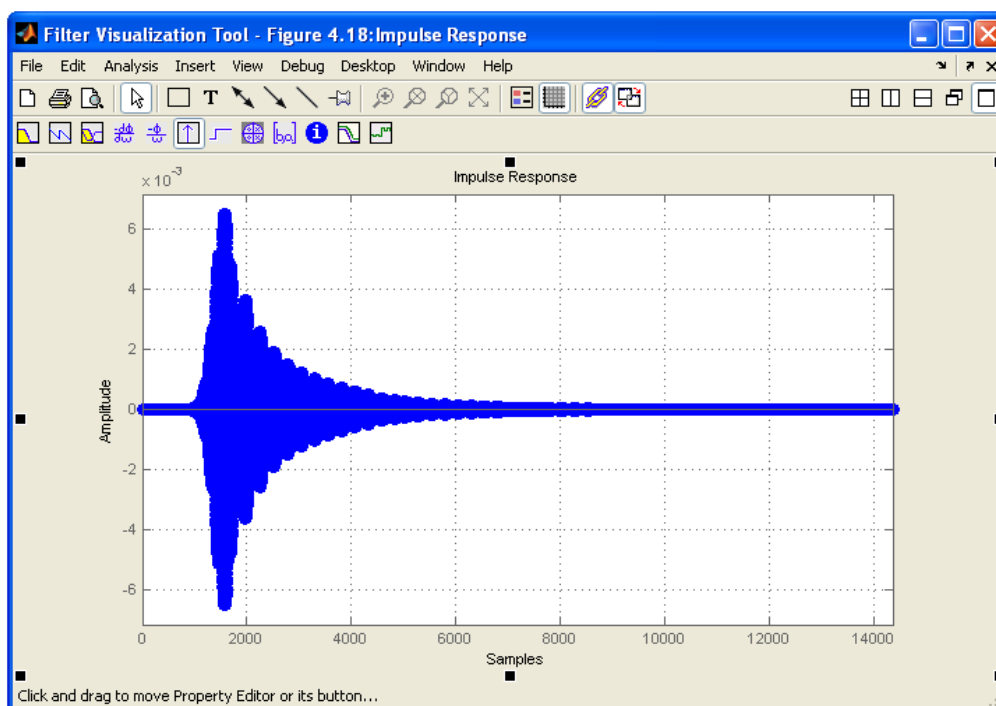 Filter Visualization Tool - Figure 4.18:Impulse Response
File Edit Analysis Insert View Debug Desktop Window Help
T
[b,a]
i
Impulse Response
x 10^-3
6
4
2
0
-2
-4
-6
Amplitude
0 2000 4000 6000 8000 10000 12000 14000
Samples
Click and drag to move Property Editor or its button...